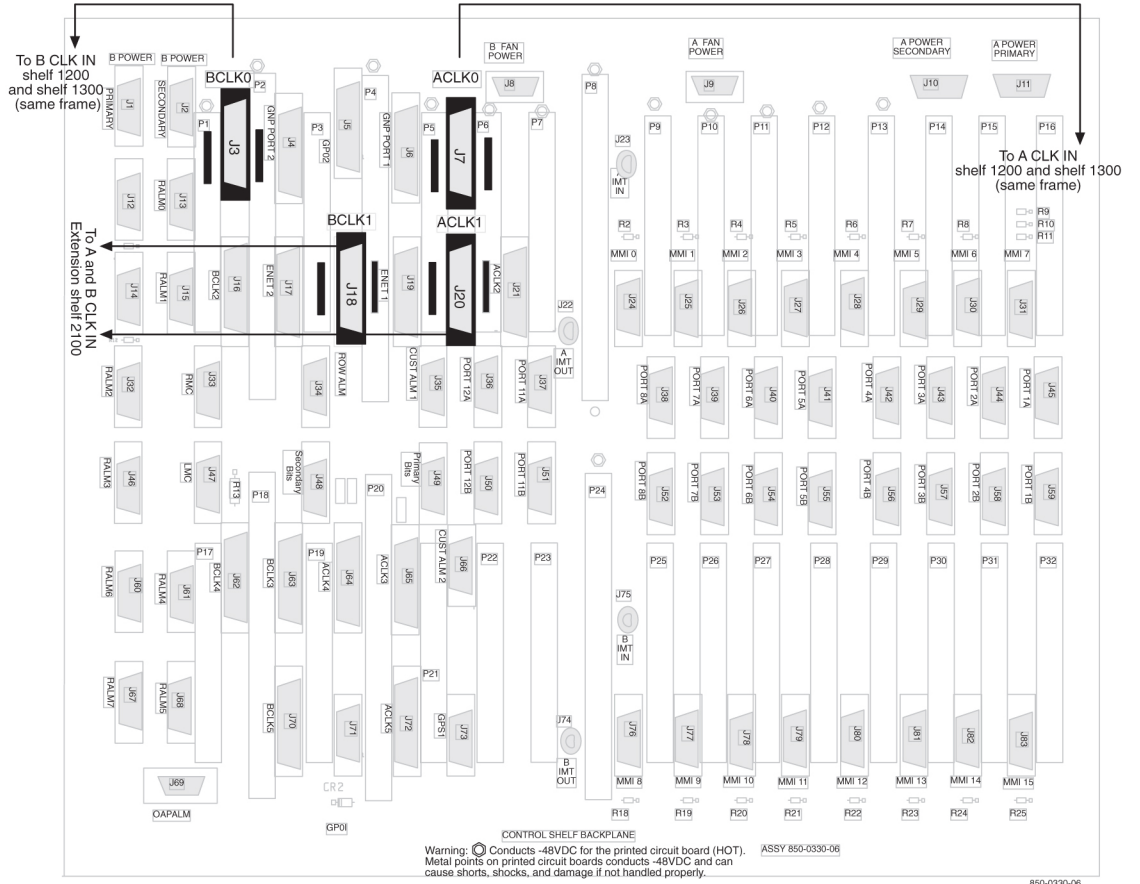 To B CLK IN
shelf 1200
and shelf 1300
(same frame)
B POWER
B POWER
PRIMARY
J1
SECONDARY
J2
BCLK0
J3
P1
P2
GNP PORT 2
J4
P3
GP02
J5
P4
GNP PORT 1
J6
ACLK0
J7
P5
P6
B FAN
POWER
J8
P7
P8
A FAN
POWER
J9
A POWER
SECONDARY
J10
A POWER
PRIMARY
J11
P9
P10
P11
P12
P13
P14
P15
P16
J23
A
IMT
IN
To A CLK IN
shelf 1200 and shelf 1300
(same frame)
J12
RALM0
J13
BCLK1
J18
ACLK1
J20
R2
R3
R4
R5
R6
R7
R8
R9
R10
R11
MMI 0
MMI 1
MMI 2
MMI 3
MMI 4
MMI 5
MMI 6
MMI 7
To A and B CLK IN
Extension shelf 2100
J14
RALM1
J15
BCLK2
J16
ENET 2
J17
ENET 1
J19
ACLK2
J21
J22
A
IMT
OUT
J24
J25
J26
J27
J28
J29
J30
J31
RALM2
J32
RMC
J33
J34
ROW ALM
CUST ALM 1
J35
PORT 12A
J36
PORT 11A
J37
PORT 8A
J38
PORT 7A
J39
PORT 6A
J40
PORT 5A
J41
PORT 4A
J42
PORT 3A
J43
PORT 2A
J44
PORT 1A
J45
RALM3
J46
LMC
J47
R13
P18
Secondary
Bits
J48
P20
Primary
Bits
J49
PORT 12B
J50
PORT 11B
J51
P24
PORT 8B
J52
PORT 7B
J53
PORT 6B
J54
PORT 5B
J55
PORT 4B
J56
PORT 3B
J57
PORT 2B
J58
PORT 1B
J59
RALM6
J60
RALM4
J61
P17
BCLK4
J62
BCLK3
J63
P19
ACLK4
J64
ACLK3
J65
CUST ALM 2
J66
P22
P23
P25
P26
P27
P28
P29
P30
P31
P32
J75
B
IMT
IN
RALM7
J67
RALM5
J68
BCLK5
J70
J71
ACLK5
J72
P21
GPS1
J73
J74
B
IMT
OUT
J76
J77
J78
J79
J80
J81
J82
J83
MMI 8
MMI 9
MMI 10
MMI 11
MMI 12
MMI 13
MMI 14
MMI 15
J69
OAPALM
CR2
GP0I
R18
R19
R20
R21
R22
R23
R24
R25
CONTROL SHELF BACKPLANE
ASSY 850-0330-06
Warning: Conducts -48VDC for the printed circuit board (HOT).
Metal points on printed circuit boards conducts -48VDC and can
cause shorts, shocks, and damage if not handled properly.
850-0330-06